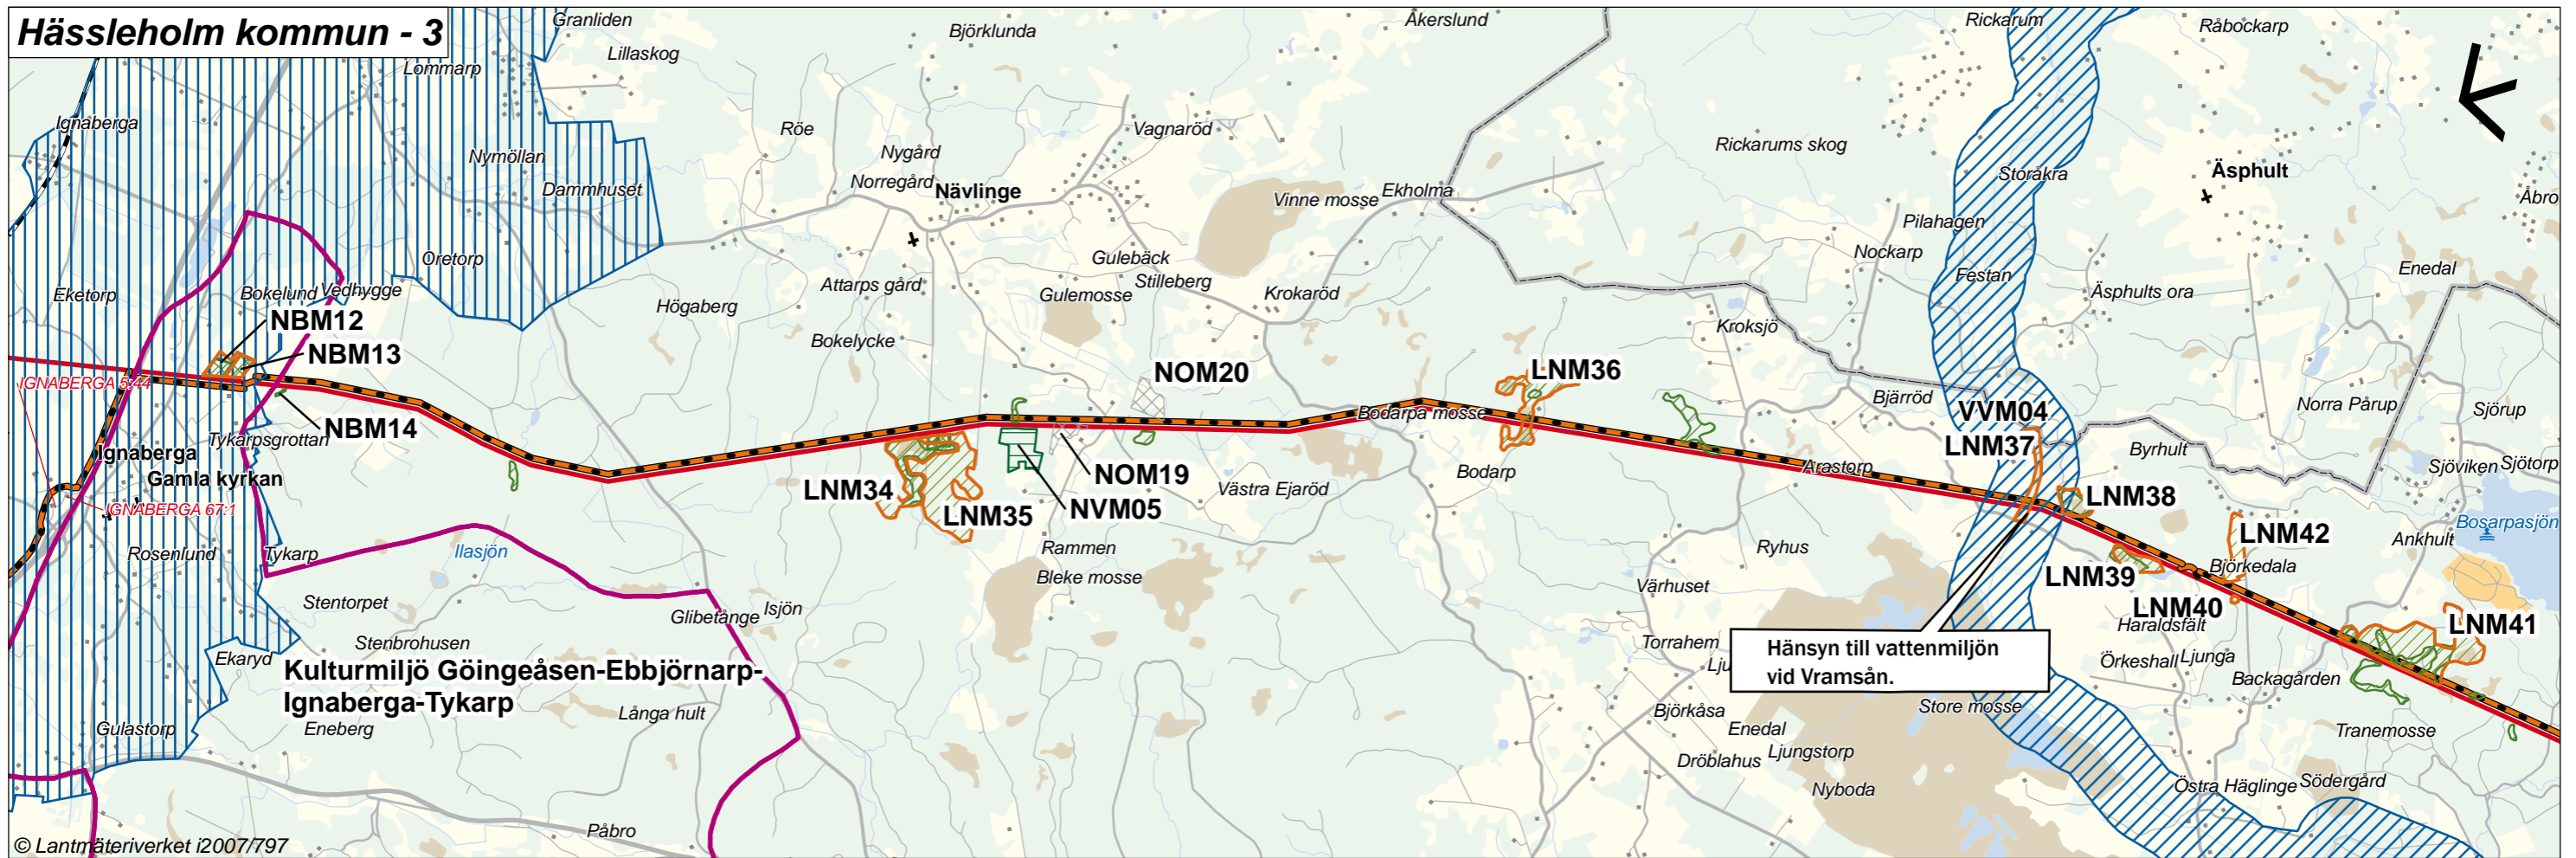 Hässleholm kommun - 3
Granliden
Lillaskog
Lommarp
Björklunda
Åkerslund
Rickarum
Råbockarp
Ignaberga
Nymöllan
Dammhuset
Röe
Nygård
Norregård
Nävlinge
Vagnaröd
Vinne mosse
Ekholma
Rickarums skog
Storåkra
Äsphult
Åbro
Pilahagen
Nockarp
Festan
Enedal
Oretorp
Eketorp
Bokelund
Vedhygge
Högaberg
Attarps gård
Gulebäck
Stilleberg
Gulemosse
Krokaröd
Kroksjö
Äsphults ora
Bokelycke
NBM12
NBM13
NBM14
IGNABERGA 5:44
Tykarpsgrottan
Ignaberga
Gamla kyrkan
IGNABERGA 67:1
NOM20
LNM36
Bodarpa mosse
Bjärröd
VVM04
LNM37
Norra Pårup
Sjörup
Byrhult
Sjöviken
Sjötorp
LNM34
LNM35
NOM19
NVM05
Västra Ejaröd
Bodarp
Arastorp
LNM38
LNM42
Bosarpasjön
Ankhult
Rosenlund
Tykarp
Ilasjön
Rammen
Bleke mosse
Ryhus
Värhuset
LNM39
Björkedala
LNM40
Haraldsfält
LNM41
Stentorpet
Stenbrohusen
Glibetånge
Isjön
Ekaryd
Kulturmiljö Göingeåsen-Ebbjörnarp-
Ignaberga-Tykarp
Torrahem
Lju
Hänsyn till vattenmiljön
vid Vramsån.
Örkeshall
Ljunga
Backagården
Gulastorp
Eneberg
Långa hult
Björkåsa
Enedal
Ljungstorp
Dröblahus
Nyboda
Store mosse
Tranemosse
Östra Häglinge
Södergård
Påbro
© Lantmäteriverket i2007/797